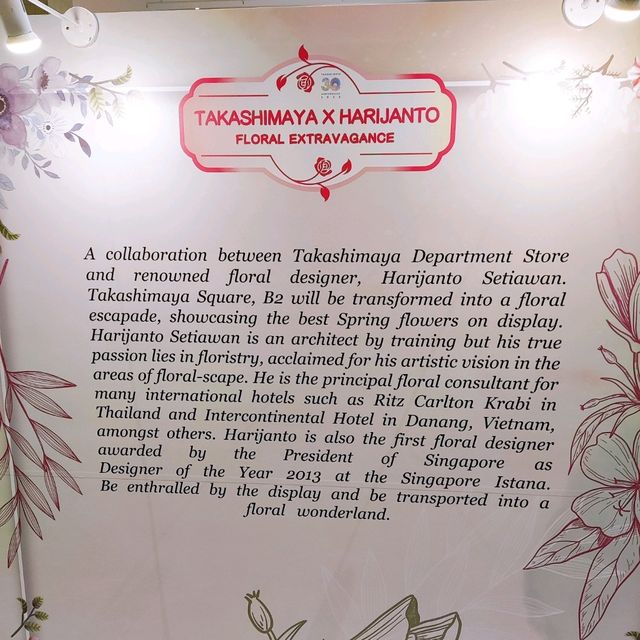 TAKASHIMAYA X HARIJANTO
FLORAL EXTRAVAGANCE
A collaboration between Takashimaya Department Store
and renowned floral designer, Harijanto Setiawan.
Takashimaya Square, B2 will be transformed into a floral
escapade, showcasing the best Spring flowers on display.
Harijanto Setiawan is an architect by training but his true
passion lies in floristry, acclaimed for his artistic vision in the
areas of floral-scape. He is the principal floral consultant for
many international hotels such as Ritz Carlton Krabi in
Thailand and Intercontinental Hotel in Danang, Vietnam,
amongst others. Harijanto is also the first floral designer
awarded by the President of Singapore as
Designer of the Year 2013 at the Singapore Istana.
Be enthralled by the display and be transported into a
floral wonderland.